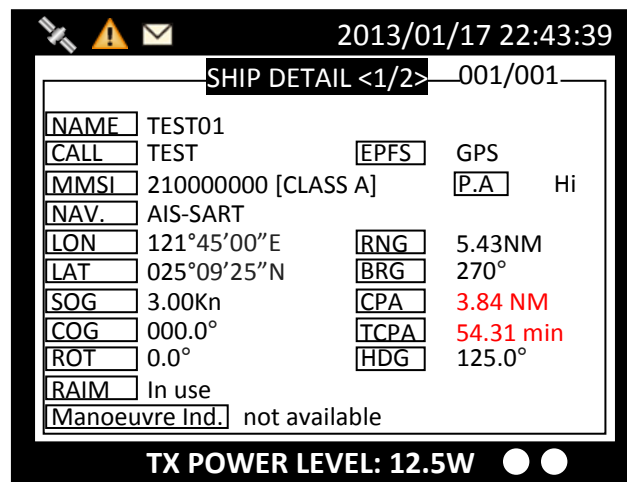 2013/01/17 22:43:39
SHIP DETAIL <1/2> 001/001
NAME TEST01
CALL TEST EPFS GPS
MMSI 210000000 [CLASS A] P.A Hi
NAV. AIS-SART
LON 121°45’00”E RNG 5.43NM
LAT 025°09’25”N BRG 270°
SOG 3.00Kn CPA 3.84 NM
COG 000.0° TCPA 54.31 min
ROT 0.0° HDG 125.0°
RAIM In use
Manoeuvre Ind. not available
TX POWER LEVEL: 12.5W